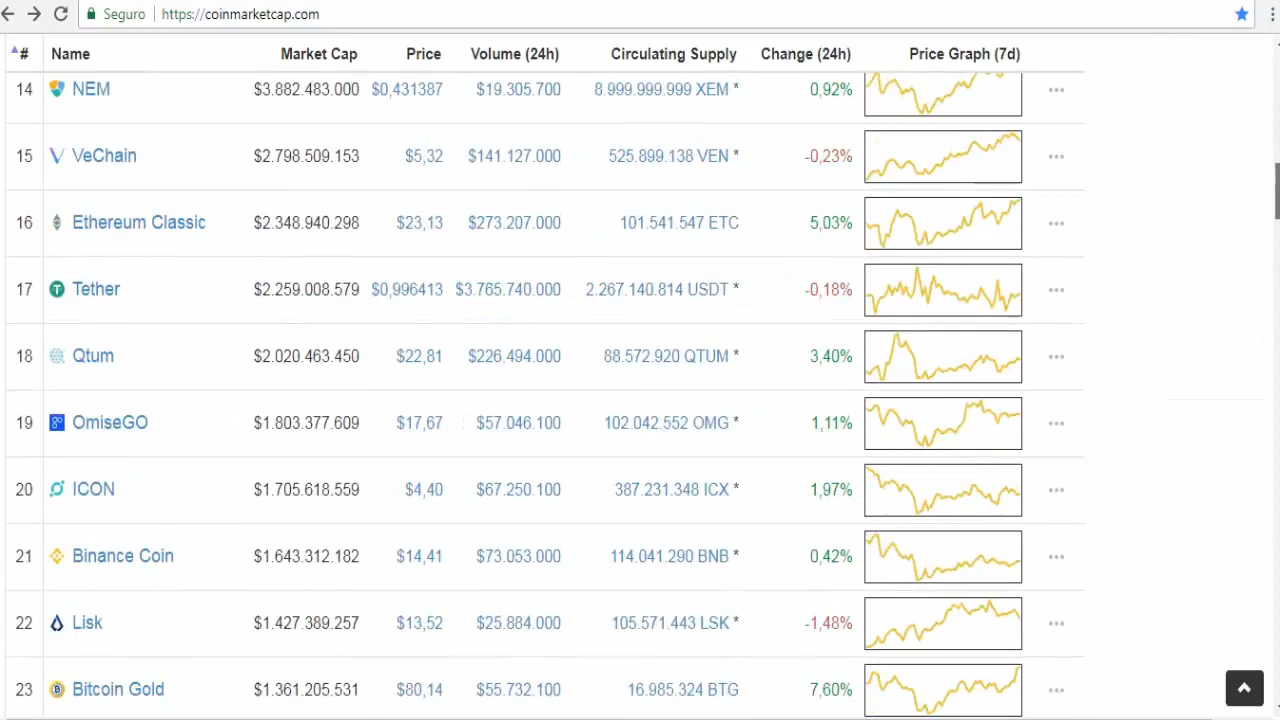 Seguro https://coinmarketcap.com
# Name Market Cap Price Volume (24h) Circulating Supply Change (24h) Price Graph (7d)
14 NEM $3.882.483.000 $0,431387 $19.305.700 8.999.999.999 XEM * 0,92%
15 VeChain $2.798.509.153 $5,32 $141.127.000 525.899.138 VEN * -0,23%
16 Ethereum Classic $2.348.940.298 $23,13 $273.207.000 101.541.547 ETC 5,03%
17 Tether $2.259.008.579 $0,996413 $3.765.740.000 2.267.140.814 USDT * -0,18%
18 Qtum $2.020.463.450 $22,81 $226.494.000 88.572.920 QTUM * 3,40%
19 OmiseGO $1.803.377.609 $17,67 $57.046.100 102.042.552 OMG * 1,11%
20 ICON $1.705.618.559 $4,40 $67.250.100 387.231.348 ICX * 1,97%
21 Binance Coin $1.643.312.182 $14,41 $73.053.000 114.041.290 BNB * 0,42%
22 Lisk $1.427.389.257 $13,52 $25.884.000 105.571.443 LSK * -1,48%
23 Bitcoin Gold $1.361.205.531 $80,14 $55.732.100 16.985.324 BTG 7,60%